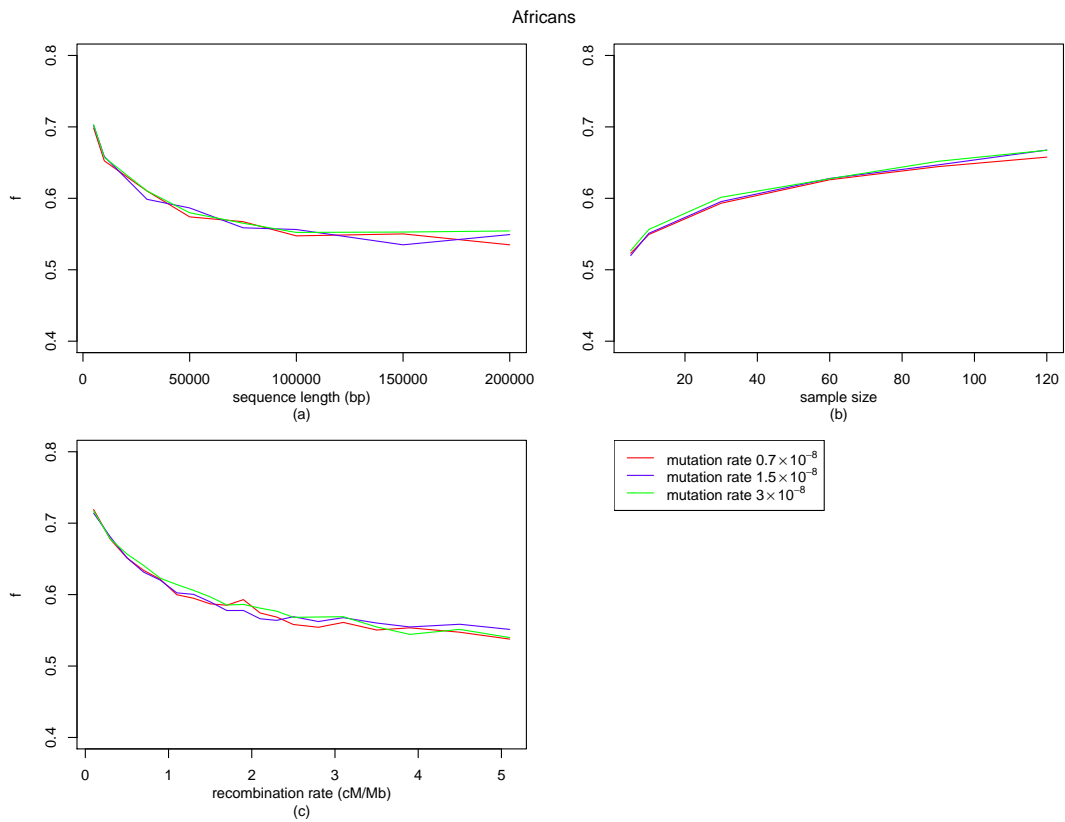 Africans
f
0.4 0.5 0.6 0.7 0.8
0 50000 100000 150000 200000
sequence length (bp)
(a)
0.4 0.5 0.6 0.7 0.8
20 40 60 80 100 120
sample size
(b)
f
0.4 0.5 0.6 0.7 0.8
0 1 2 3 4 5
recombination rate (cM/Mb)
(c)
mutation rate 0.7×10⁻⁸
mutation rate 1.5×10⁻⁸
mutation rate 3×10⁻⁸